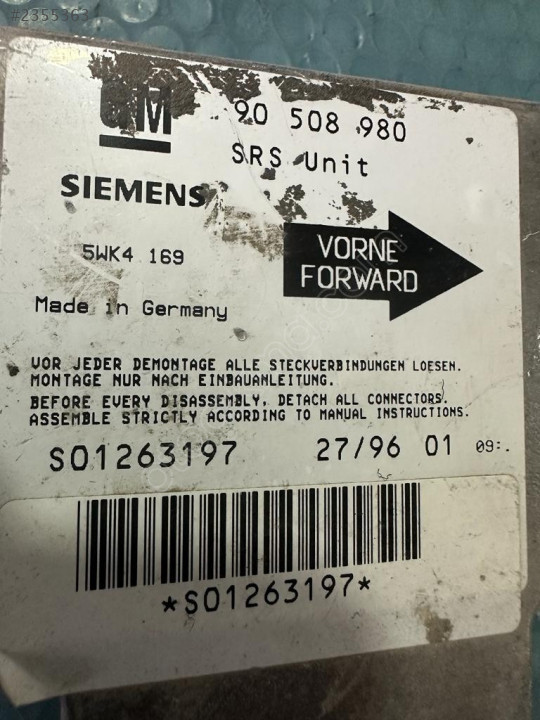 #2355363
GM
90 508 980
SRS Unit
SIEMENS
5WK4 169
VORNE
FORWARD
Made in Germany
VOR JEDER DEMONTAGE ALLE STECKVERBINDUNGEN LOESEN.
MONTAGE NUR NACH EINBAUANLEITUNG.
BEFORE EVERY DISASSEMBLY, DETACH ALL CONNECTORS.
ASSEMBLE STRICTLY ACCORDING TO MANUAL INSTRUCTIONS.
S01263197 27/96 01
*S01263197*